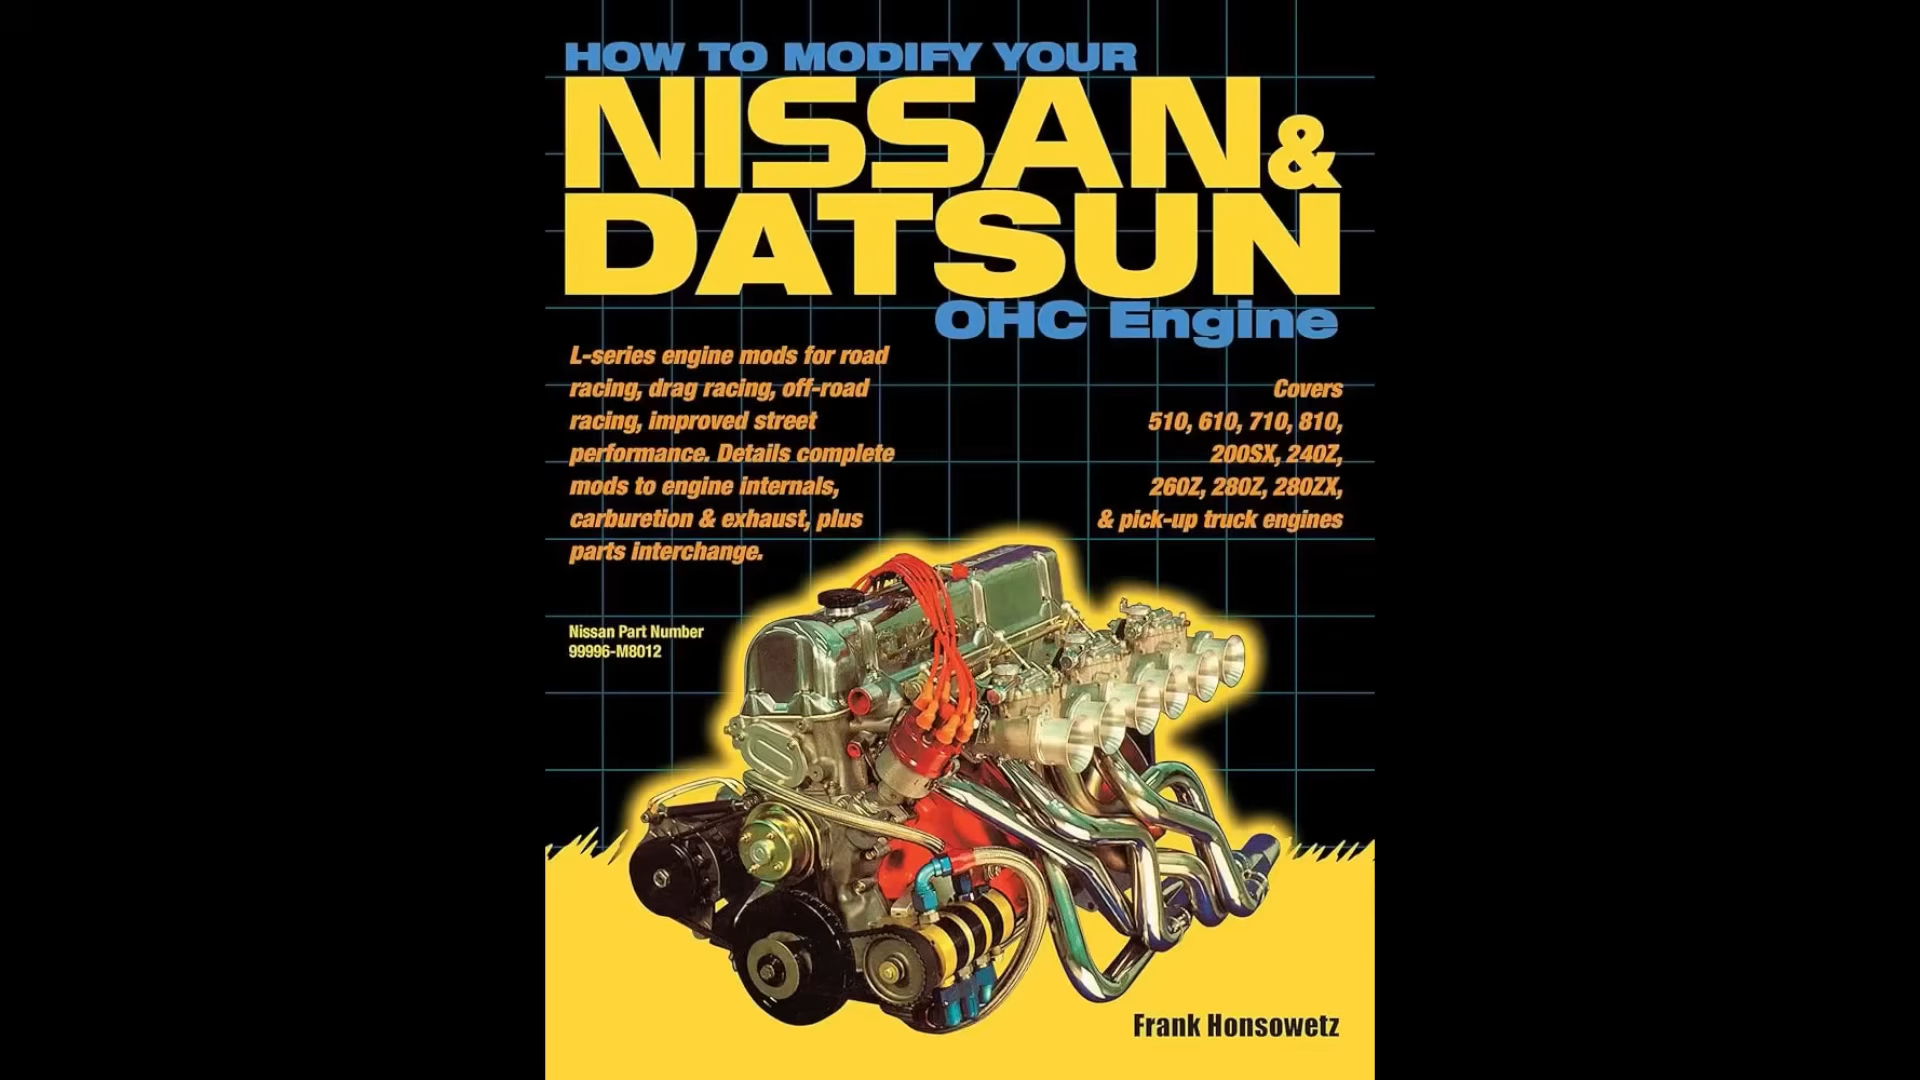 HOW TO MODIFY YOUR
NISSAN &
DATSUN
OHC Engine
L-series engine mods for road
racing, drag racing, off-road
racing, improved street
performance. Details complete
mods to engine internals,
carburetion & exhaust, plus
parts interchange.
Covers
510, 610, 710, 810,
200SX, 240Z,
260Z, 280Z, 280ZX,
& pick-up truck engines
Nissan Part Number
99996-M8012
Frank Honsowetz